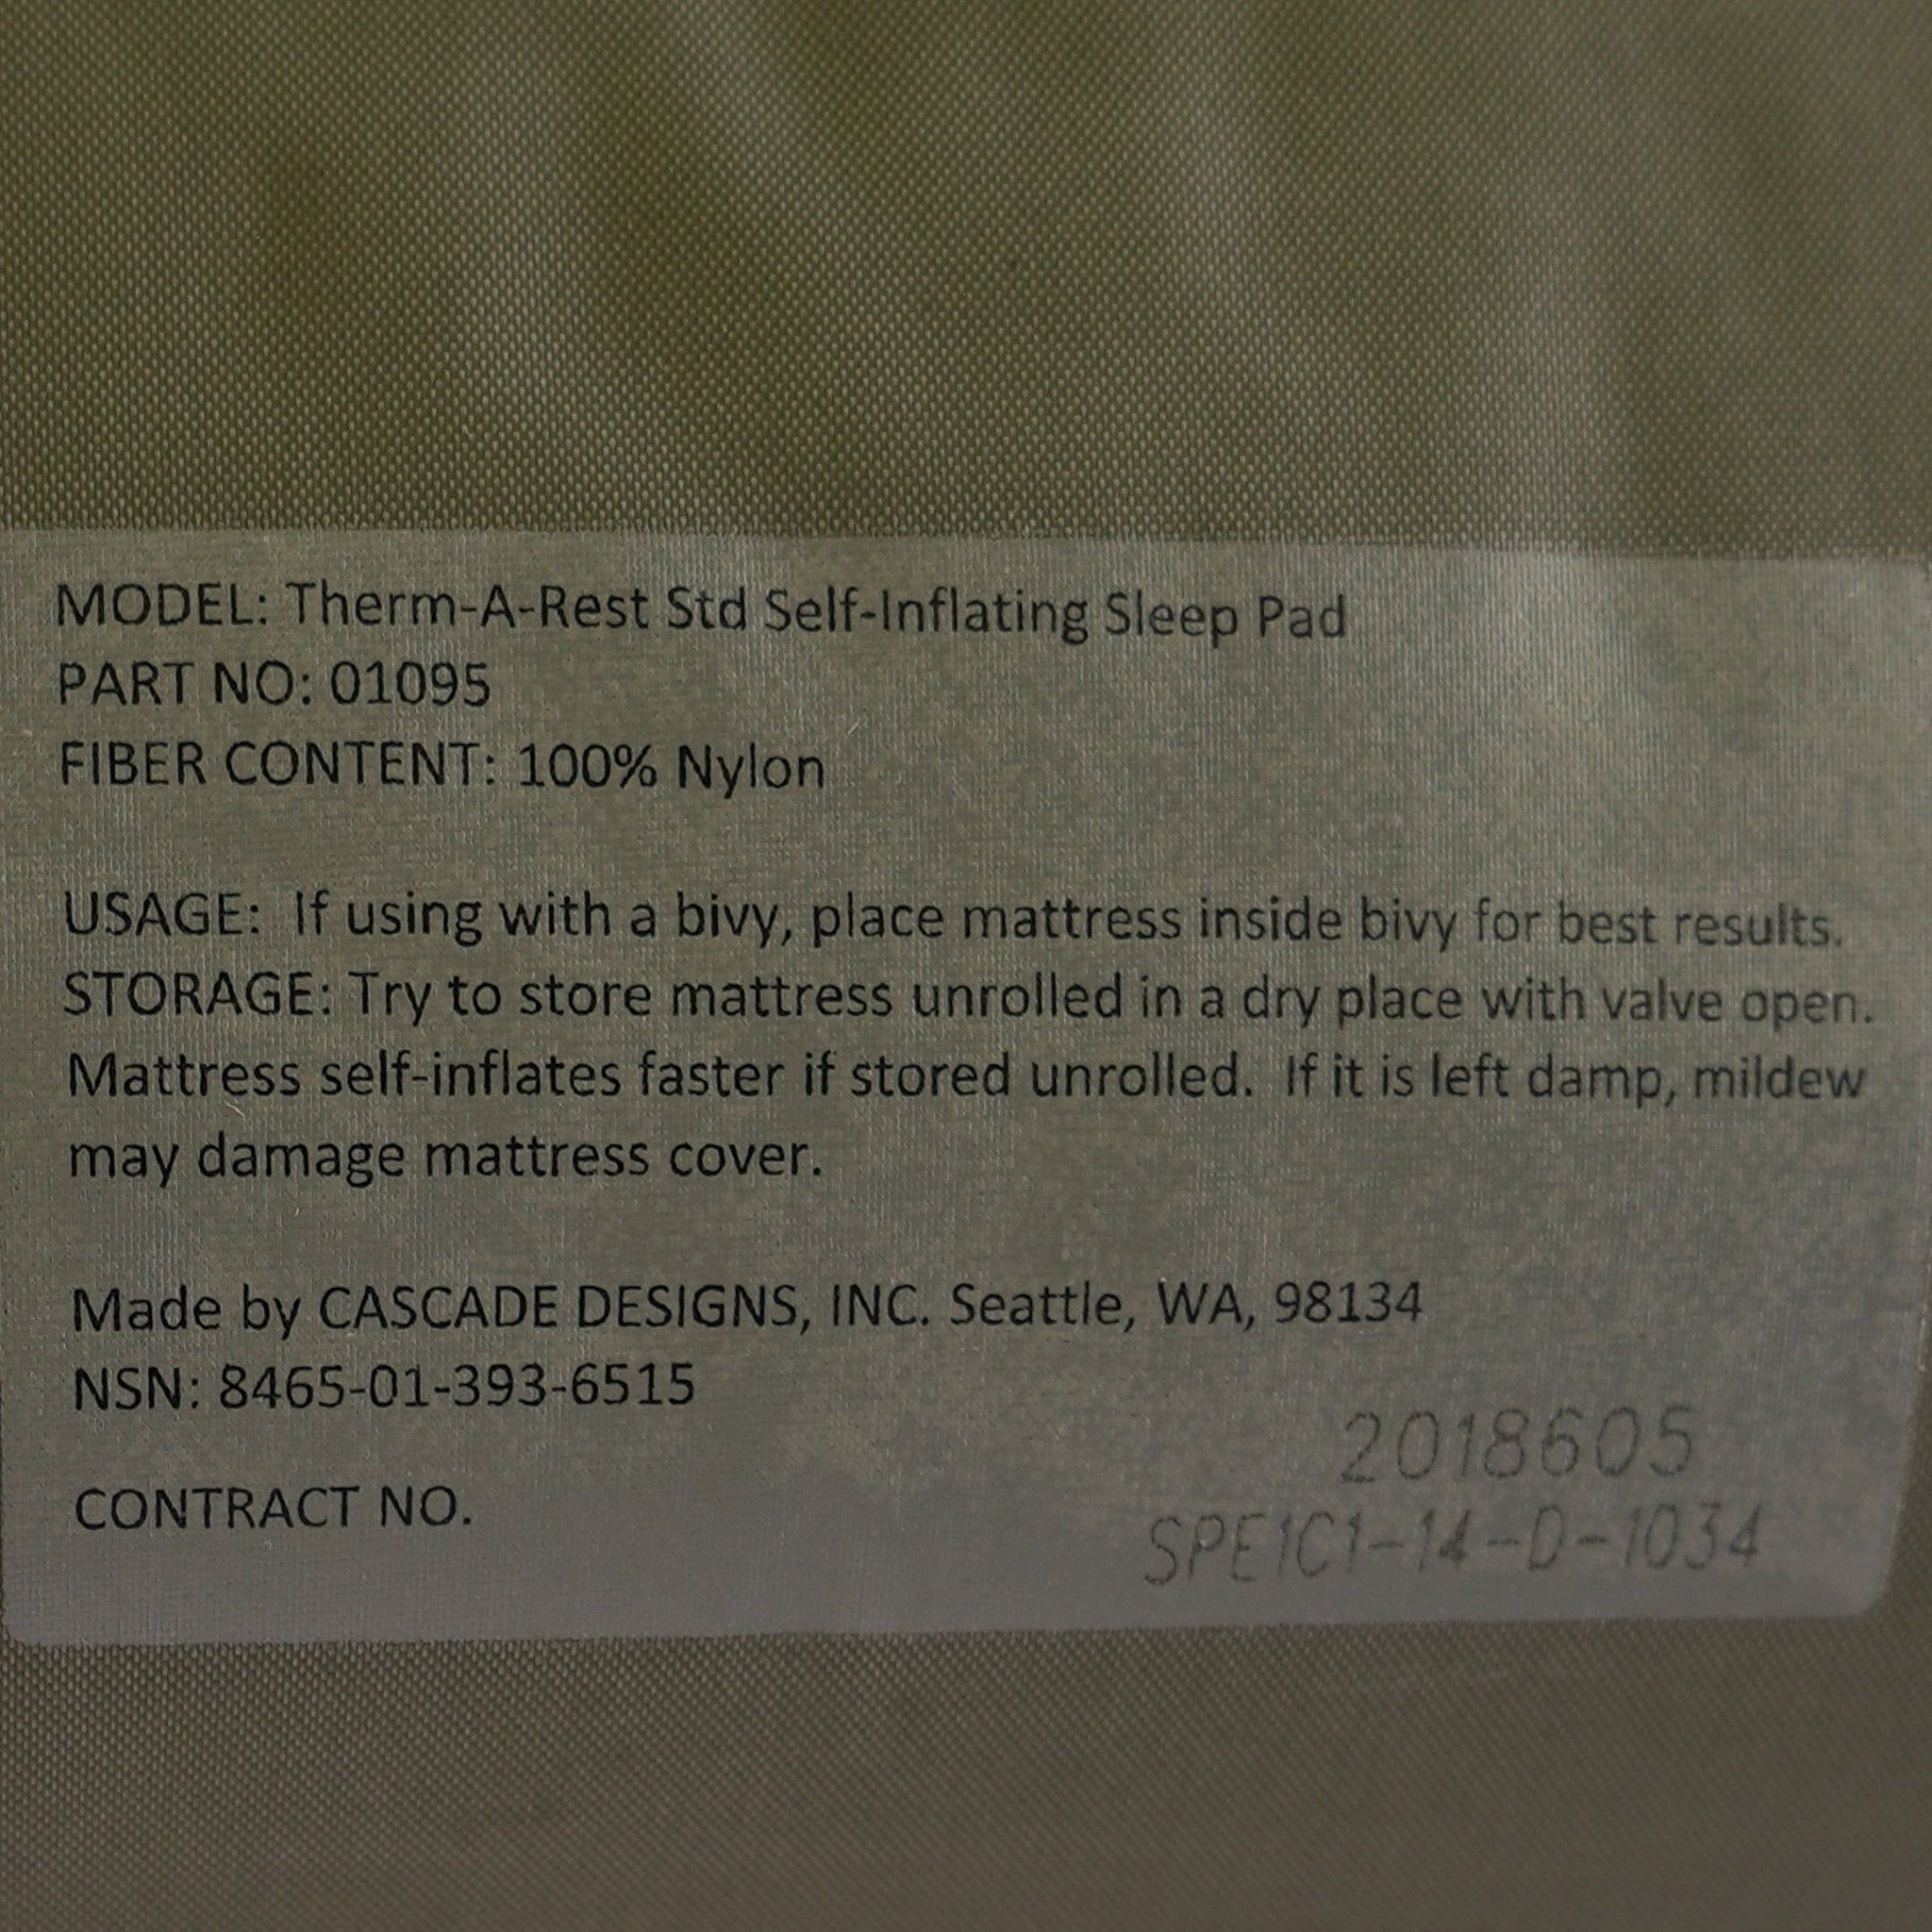 MODEL: Therm-A-Rest Std Self-Inflating Sleep Pad
PART NO: 01095
FIBER CONTENT: 100% Nylon
USAGE: If using with a bivy, place mattress inside bivy for best results.
STORAGE: Try to store mattress unrolled in a dry place with valve open.
Mattress self-inflates faster if stored unrolled. If it is left damp, mildew
may damage mattress cover.
Made by CASCADE DESIGNS, INC. Seattle, WA, 98134
NSN: 8465-01-393-6515
2018605
CONTRACT NO. SPE1C1-14-D-1034